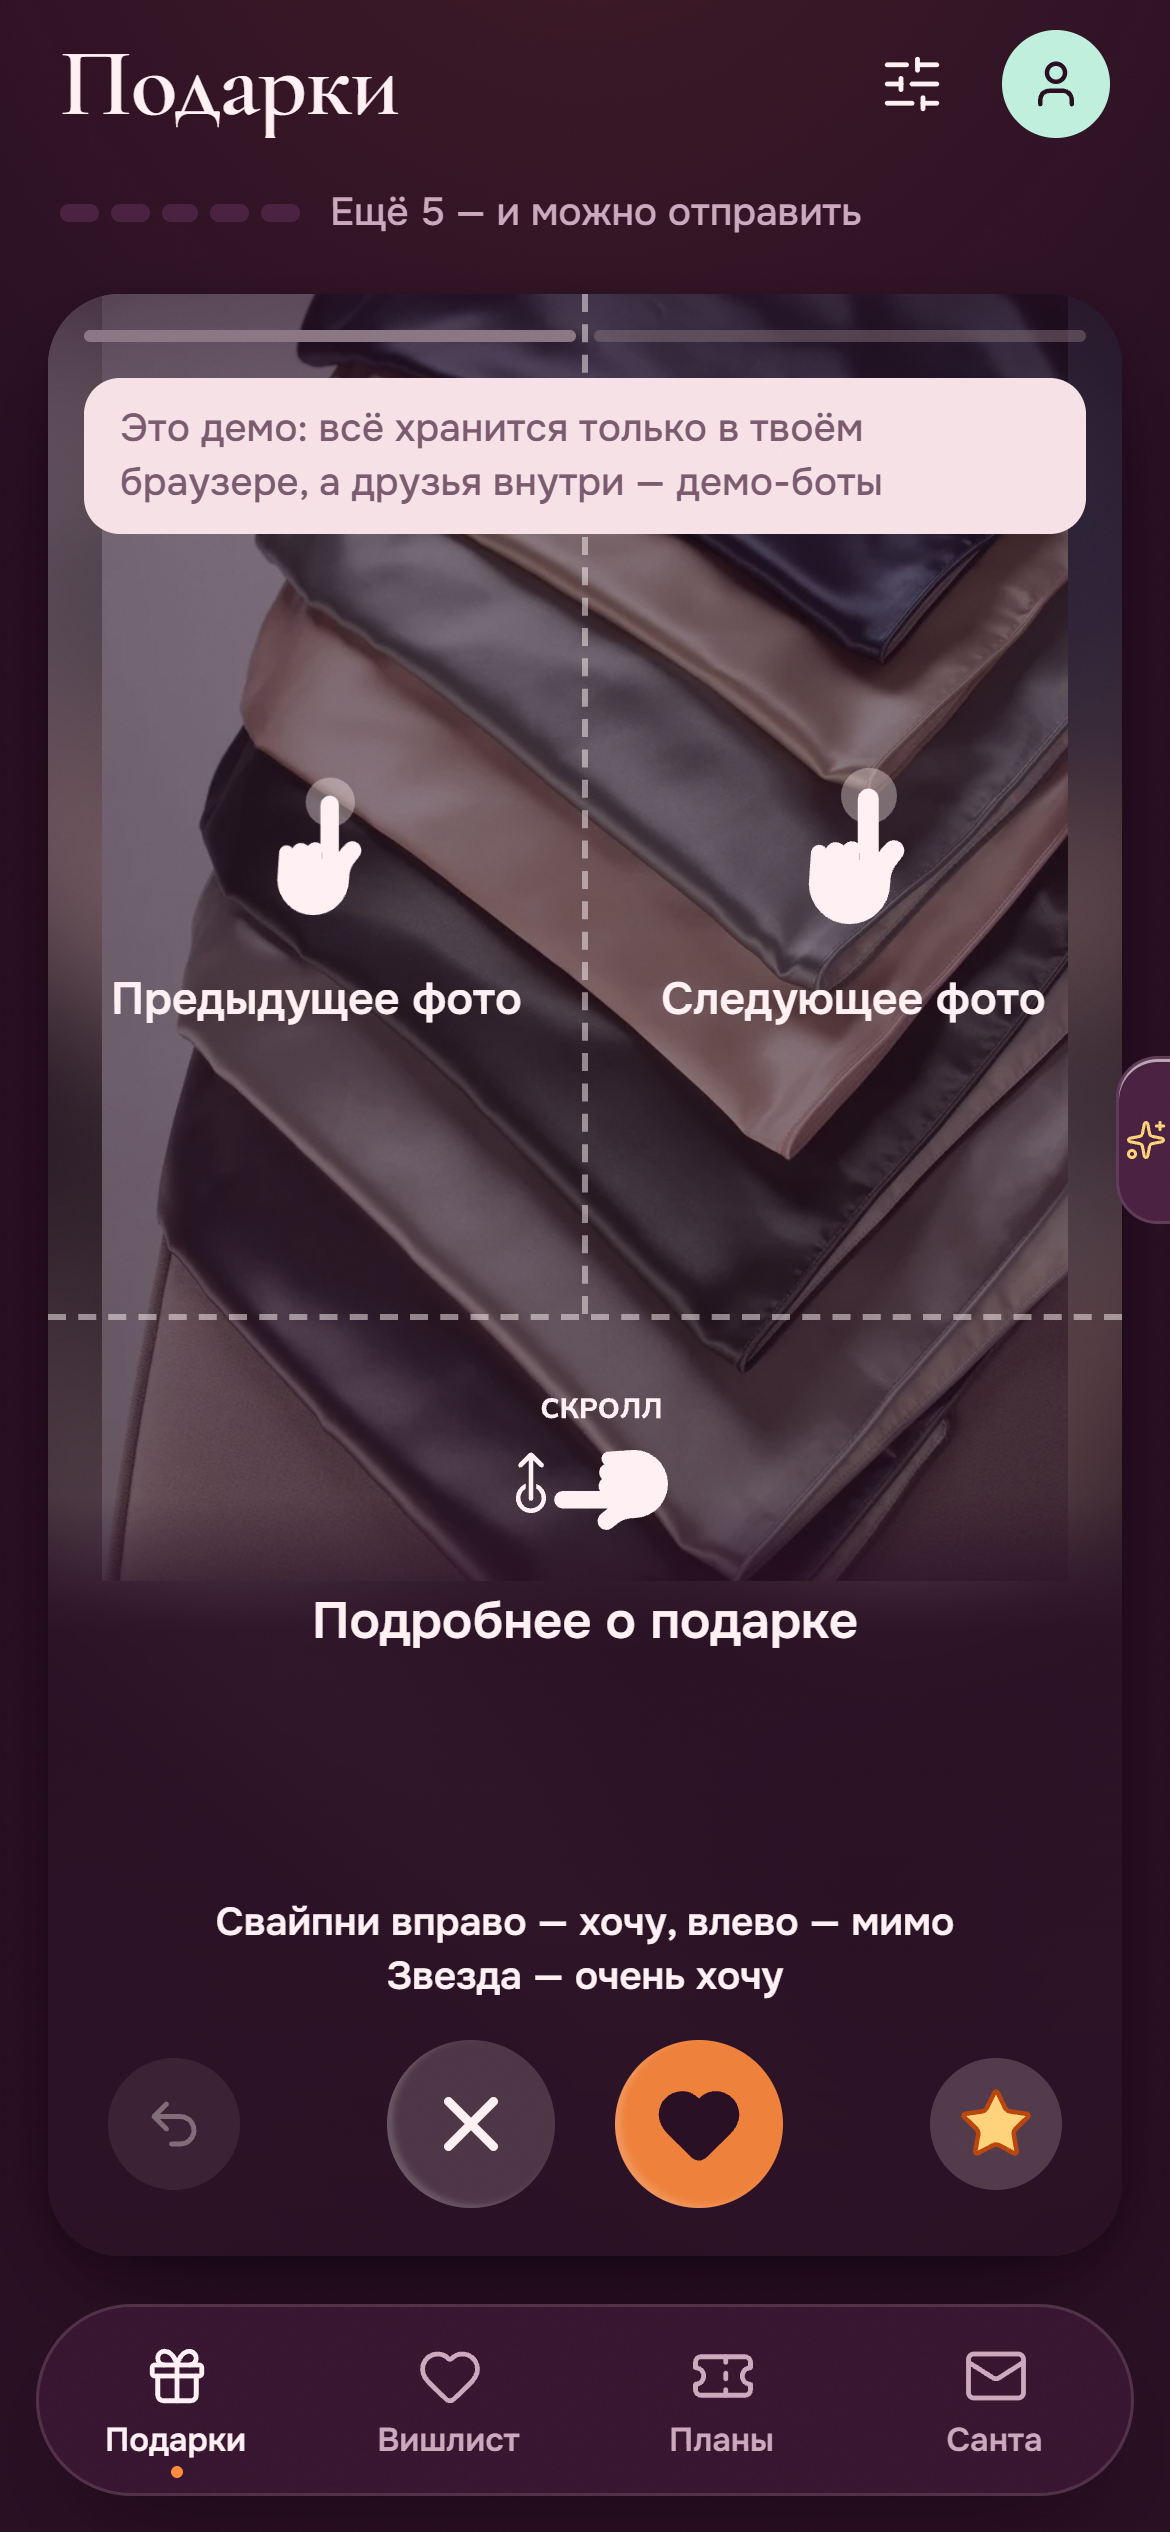 Подарки
Ещё 5 — и можно отправить
Это демо: всё хранится только в твоём
браузере, а друзья внутри — демо-боты
Предыдущее фото
Следующее фото
СКРОЛЛ
Подробнее о подарке
Свайпни вправо — хочу, влево — мимо
Звезда — очень хочу
Подарки
Вишлист
Планы
Санта